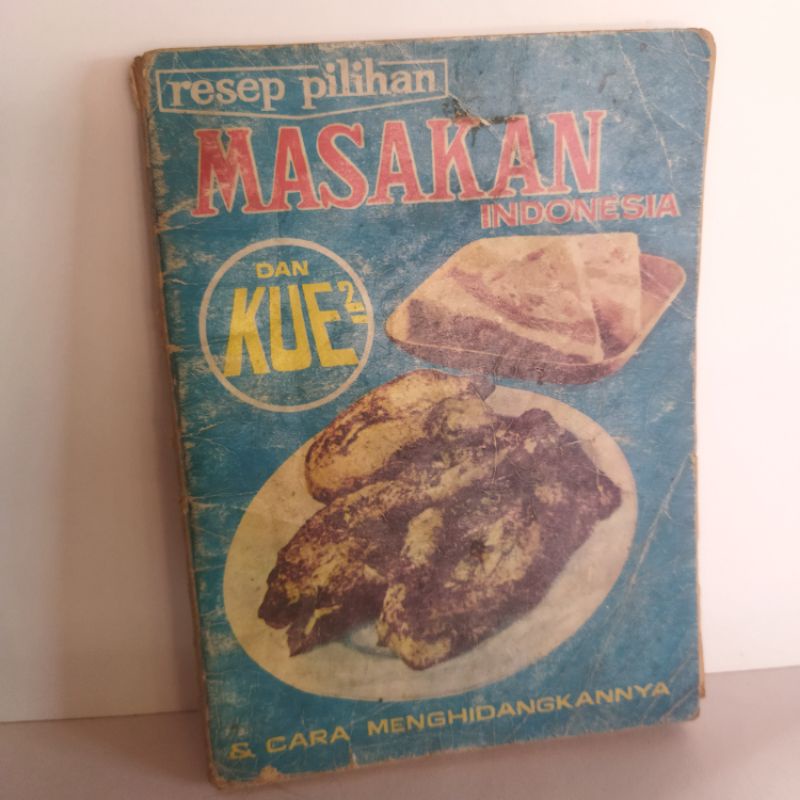 resep pilihan
MASAKAN
INDONESIA
DAN
KUE2=
& CARA MENGHIDANGKANNYA